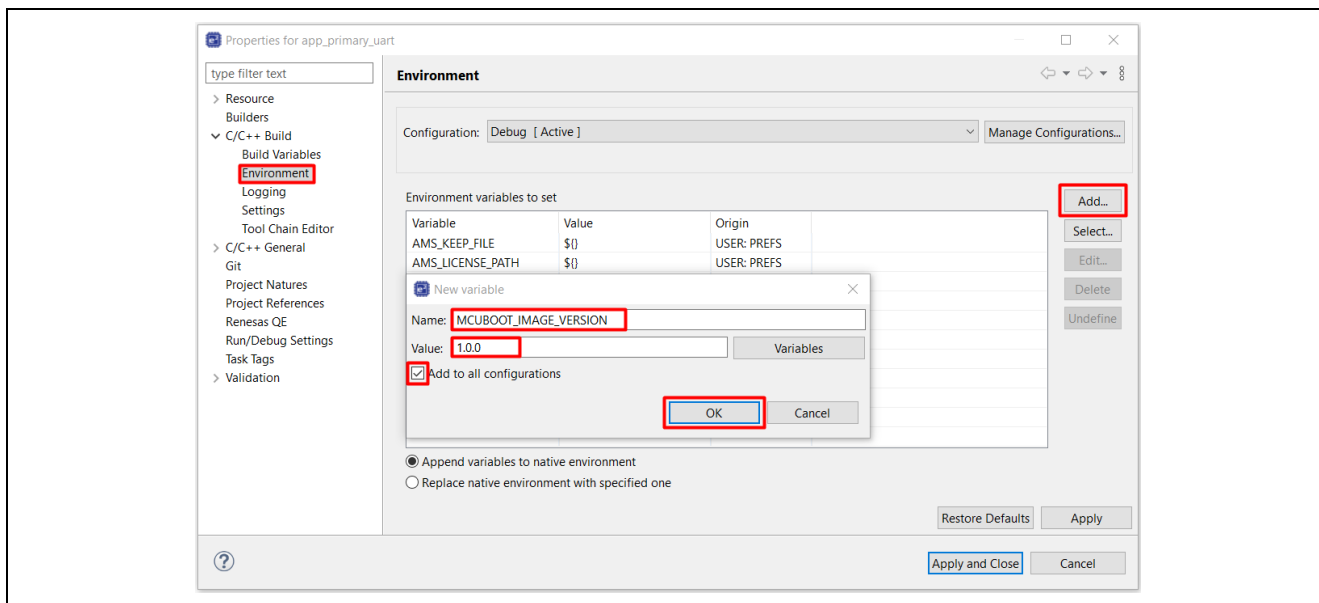 Properties for app_primary_uart
type filter text
Environment
Resource
Builders
C/C++ Build
Build Variables
Environment
Logging
Settings
Tool Chain Editor
C/C++ General
Git
Project Natures
Project References
Renesas QE
Run/Debug Settings
Task Tags
Validation
Configuration: Debug [ Active ] Manage Configurations...
Environment variables to set
Add...
Select...
Edit...
Delete
Undefine
Variable Value Origin
AMS_KEEP_FILE ${} USER: PREFS
AMS_LICENSE_PATH ${} USER: PREFS
New variable
Name: MCUBOOT_IMAGE_VERSION
Value: 1.0.0 Variables
Add to all configurations
OK Cancel
Append variables to native environment
Replace native environment with specified one
Restore Defaults Apply
? Apply and Close Cancel